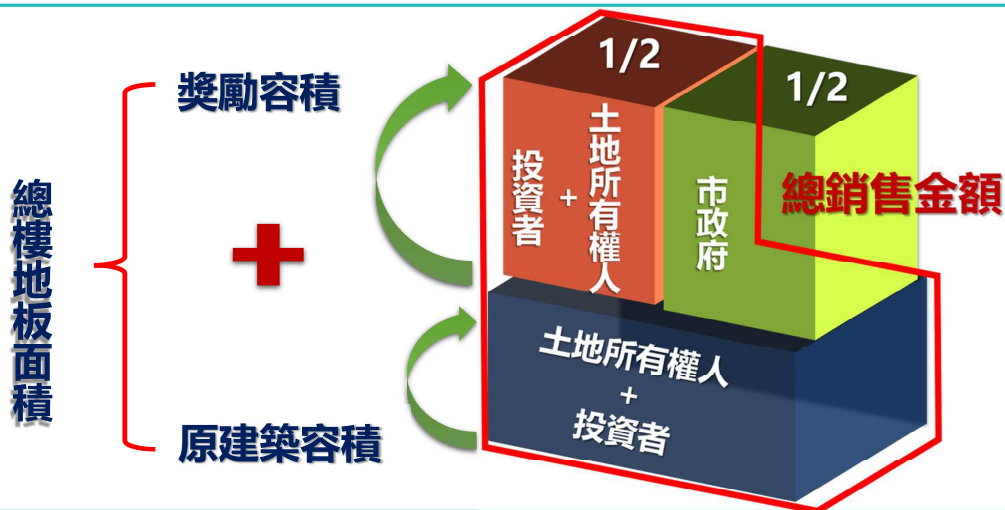 總樓地板面積
獎勵容積
+
原建築容積
1/2
投資者
+
土地所有權人
1/2
市政府
總銷售金額
土地所有權人
+
投資者